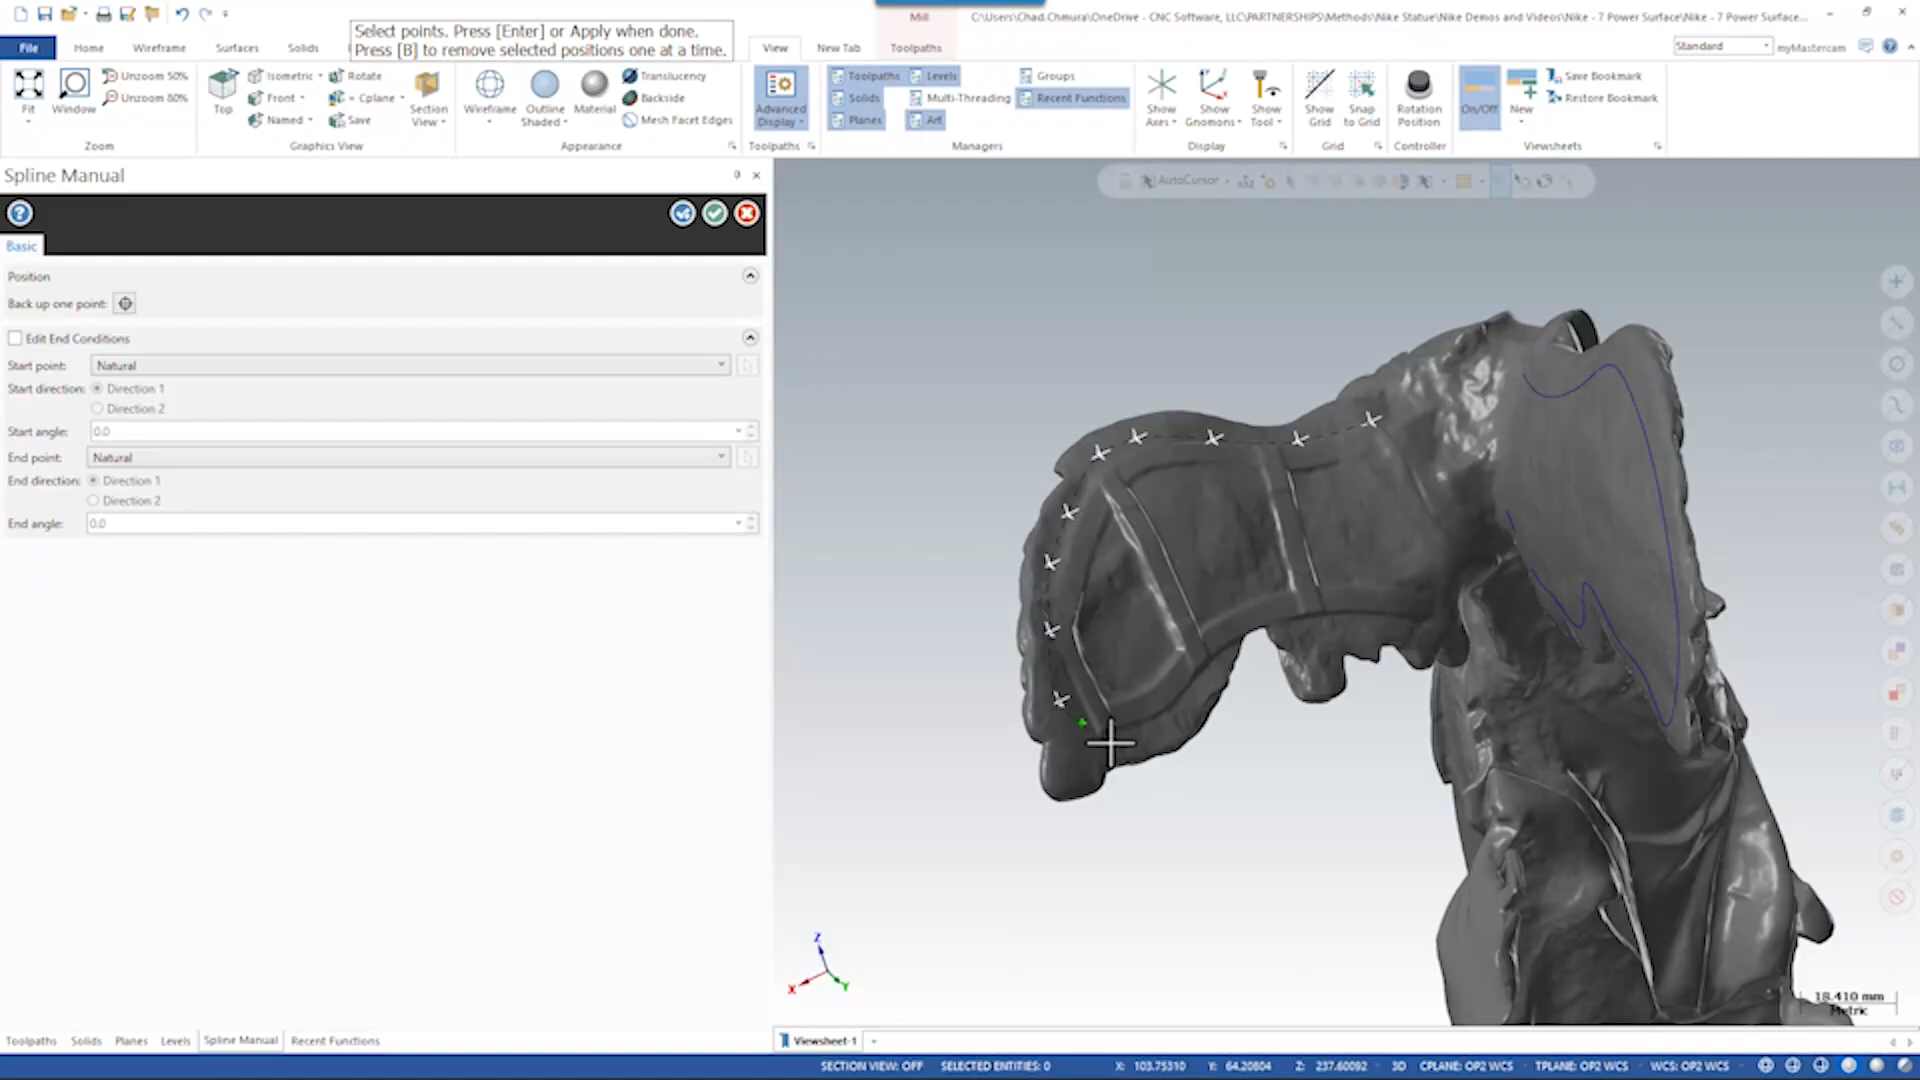 Mill
C:\Users\Chad.Chmura\OneDrive - CNC Software, LLC\PARTNERSHIPS\Methods\Nike Statue\Nike Demos and Videos\Nike - 7 Power Surface\Nike - 7 Power Surface...
Select points. Press [Enter] or Apply when done.
Press [B] to remove selected positions one at a time.
File
Home
Wireframe
Surfaces
Solids
View
New Tab
Toolpaths
Standard
myMastercam
Fit
Window
Unzoom 50%
Unzoom 80%
Zoom
Top
Isometric
Front
Named
Rotate
= Cplane
Save
Section View
Graphics View
Wireframe
Outline Shaded
Material
Translucency
Backside
Mesh Facet Edges
Appearance
Advanced Display
Toolpaths
Toolpaths
Solids
Planes
Levels
Multi-Threading
Art
Groups
Recent Functions
Managers
Show Axes
Show Gnomons
Show Tool
Display
Show Grid
Snap to Grid
Grid
Rotation Position
Controller
On/Off
New
Save Bookmark
Restore Bookmark
Viewsheets
Spline Manual
Basic
Position
Back up one point:
Edit End Conditions
Start point: Natural
Start direction: Direction 1
Direction 2
Start angle: 0.0
End point: Natural
End direction: Direction 1
Direction 2
End angle: 0.0
AutoCursor
Z
X
Y
18.410 mm
Metric
Toolpaths
Solids
Planes
Levels
Spline Manual
Recent Functions
Viewsheet-1
SECTION VIEW: OFF
SELECTED ENTITIES: 0
X: 103.75310
Y: 64.20804
Z: 237.60092
3D
CPLANE: OP2 WCS
TPLANE: OP2 WCS
WCS: OP2 WCS